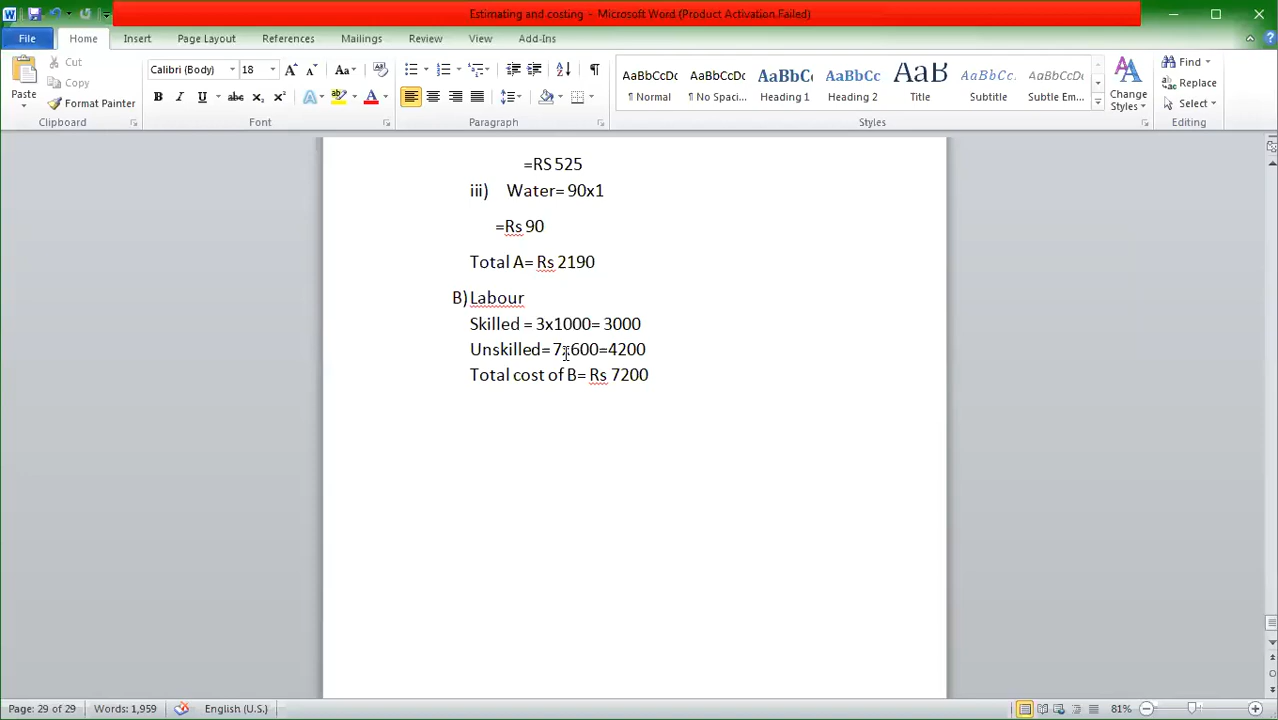 Estimating and costing - Microsoft Word (Product Activation Failed)
File Home Insert Page Layout References Mailings Review View Add-Ins
Paste Cut Copy Format Painter
Calibri (Body) 18
AaBbCcDc AaBbCcDc AaBbCc AaBbCc AaB AaBbCcDc AaBbCcDc
¶ Normal ¶ No Spaci... Heading 1 Heading 2 Title Subtitle Subtle Em...
Change Styles
Find Replace Select
Clipboard Font Paragraph Styles Editing
=RS 525
iii) Water= 90x1
=Rs 90
Total A= Rs 2190
B) Labour
Skilled = 3x1000= 3000
Unskilled= 7x600=4200
Total cost of B= Rs 7200
Page: 29 of 29 Words: 1,959 English (U.S.) 81%